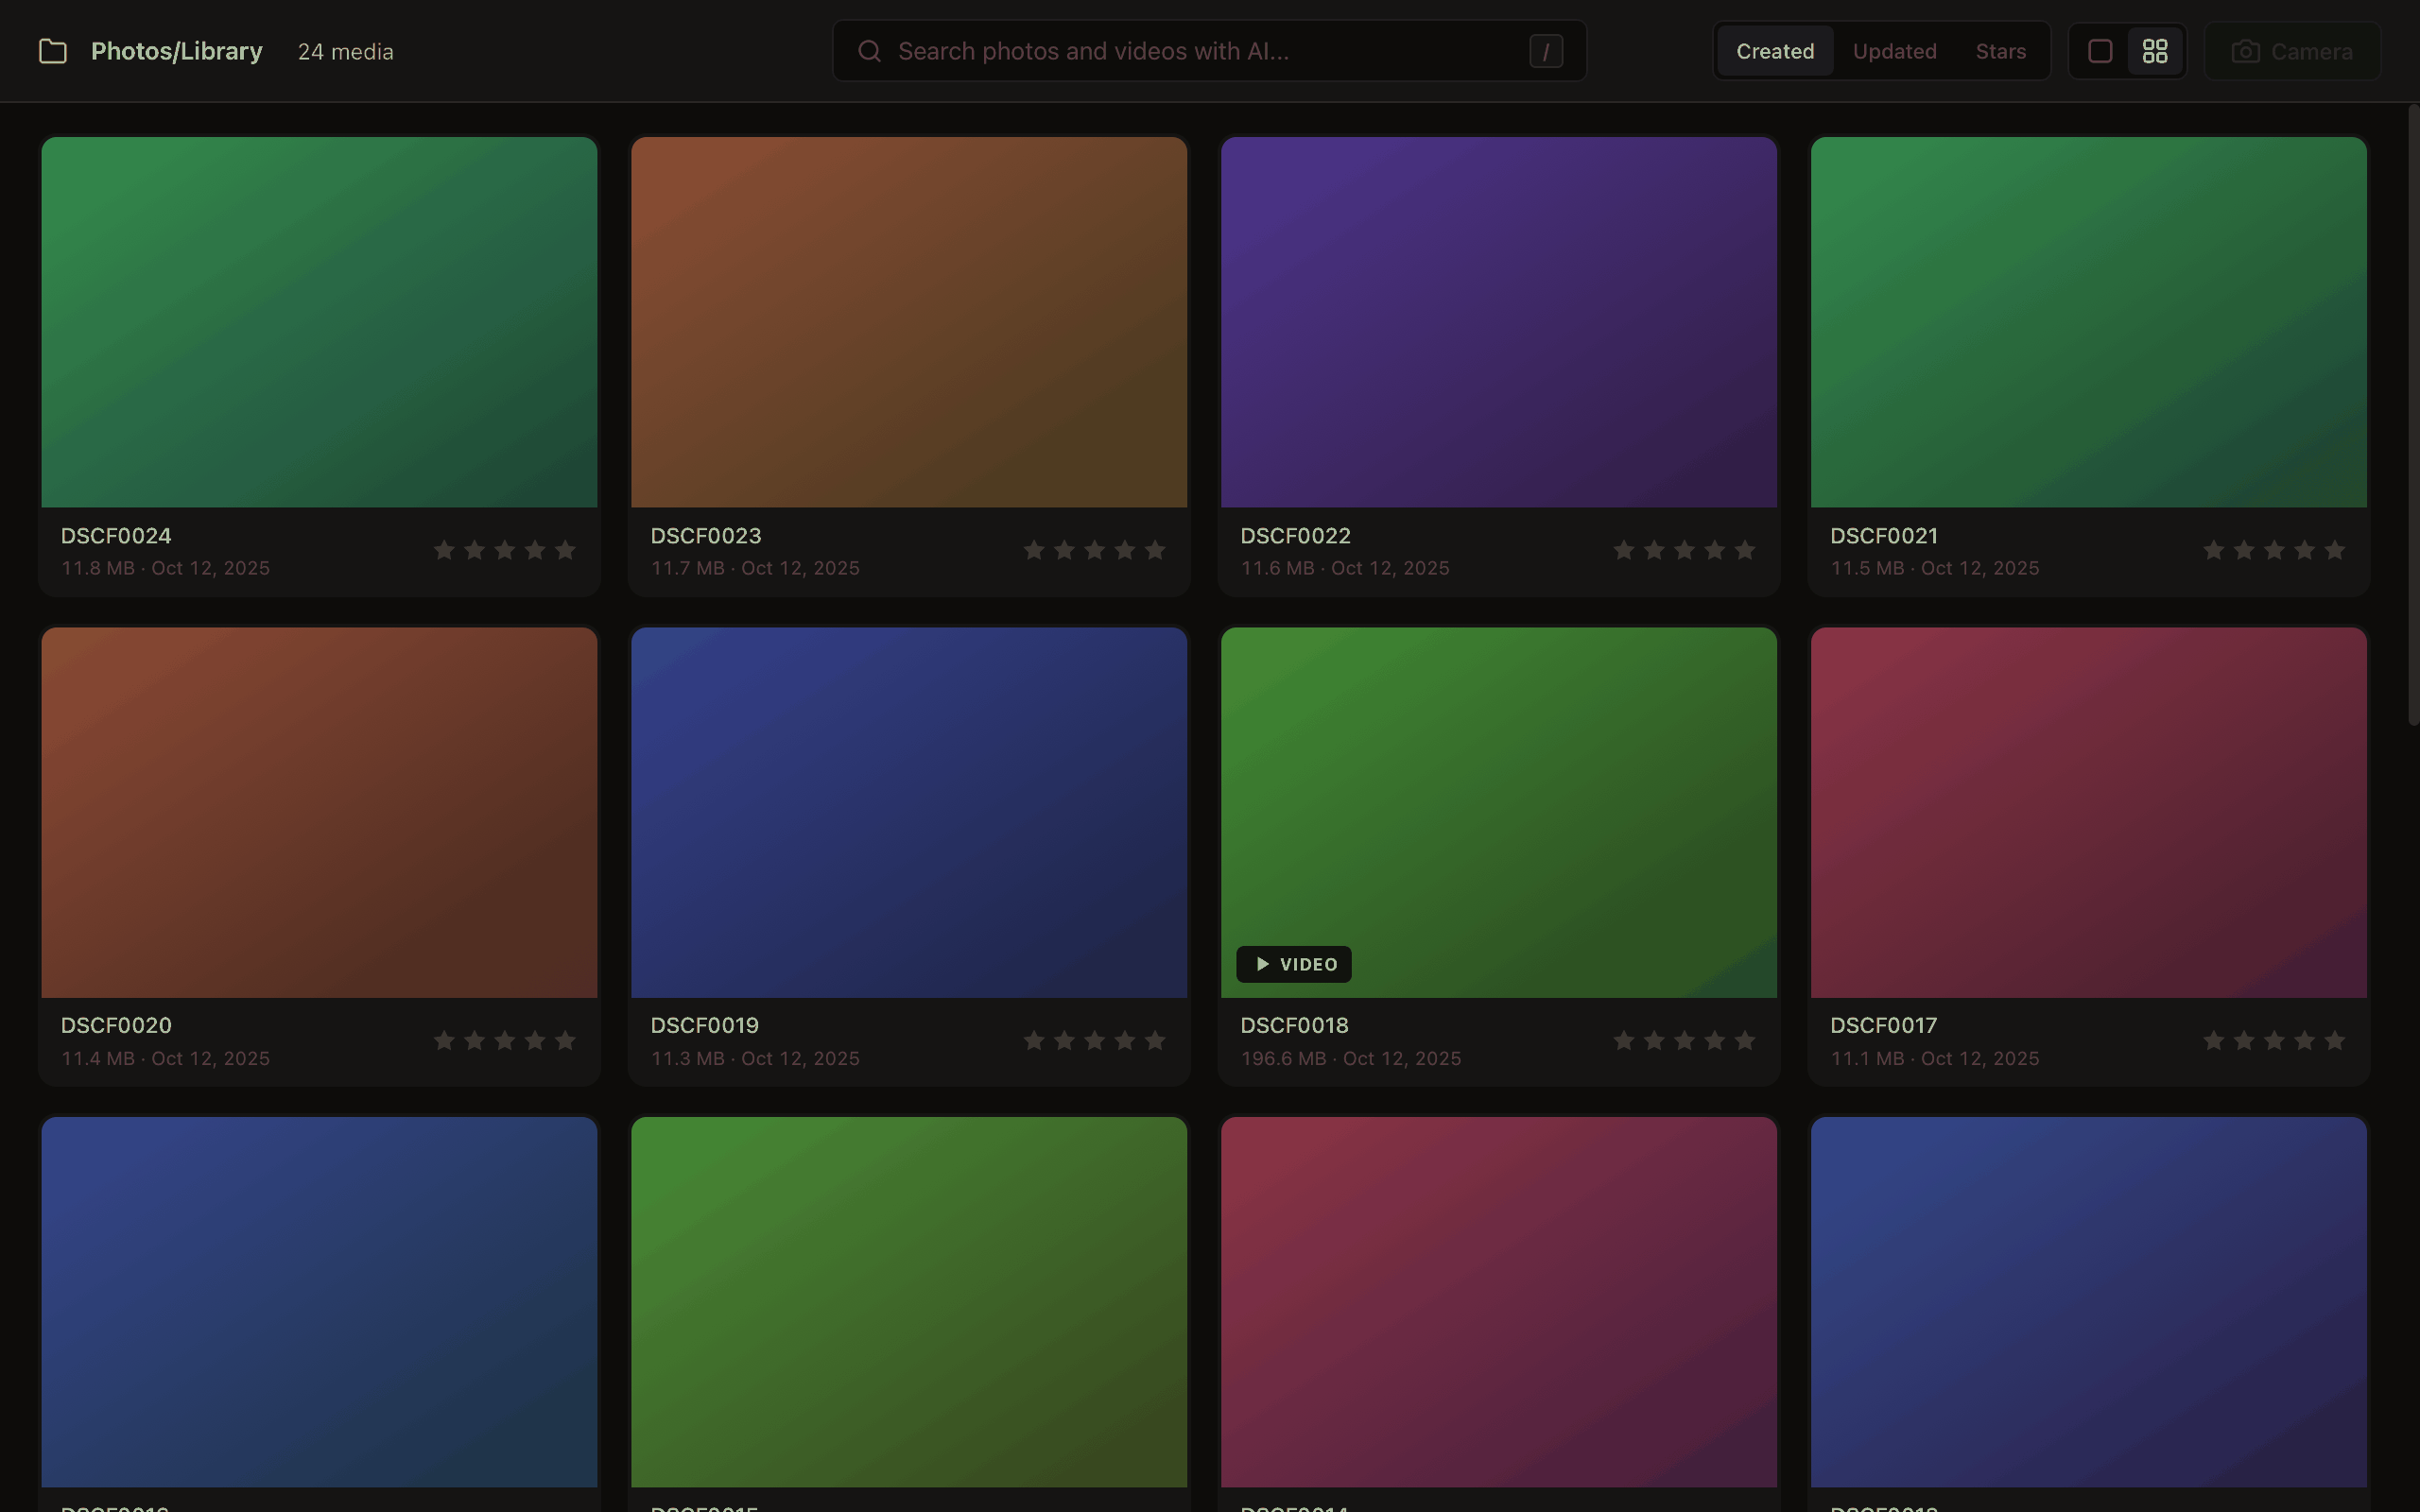 Photos/Library 24 media
Search photos and videos with AI... /
Created Updated Stars
Camera
DSCF0024
11.8 MB · Oct 12, 2025
DSCF0023
11.7 MB · Oct 12, 2025
DSCF0022
11.6 MB · Oct 12, 2025
DSCF0021
11.5 MB · Oct 12, 2025
DSCF0020
11.4 MB · Oct 12, 2025
DSCF0019
11.3 MB · Oct 12, 2025
VIDEO
DSCF0018
196.6 MB · Oct 12, 2025
DSCF0017
11.1 MB · Oct 12, 2025